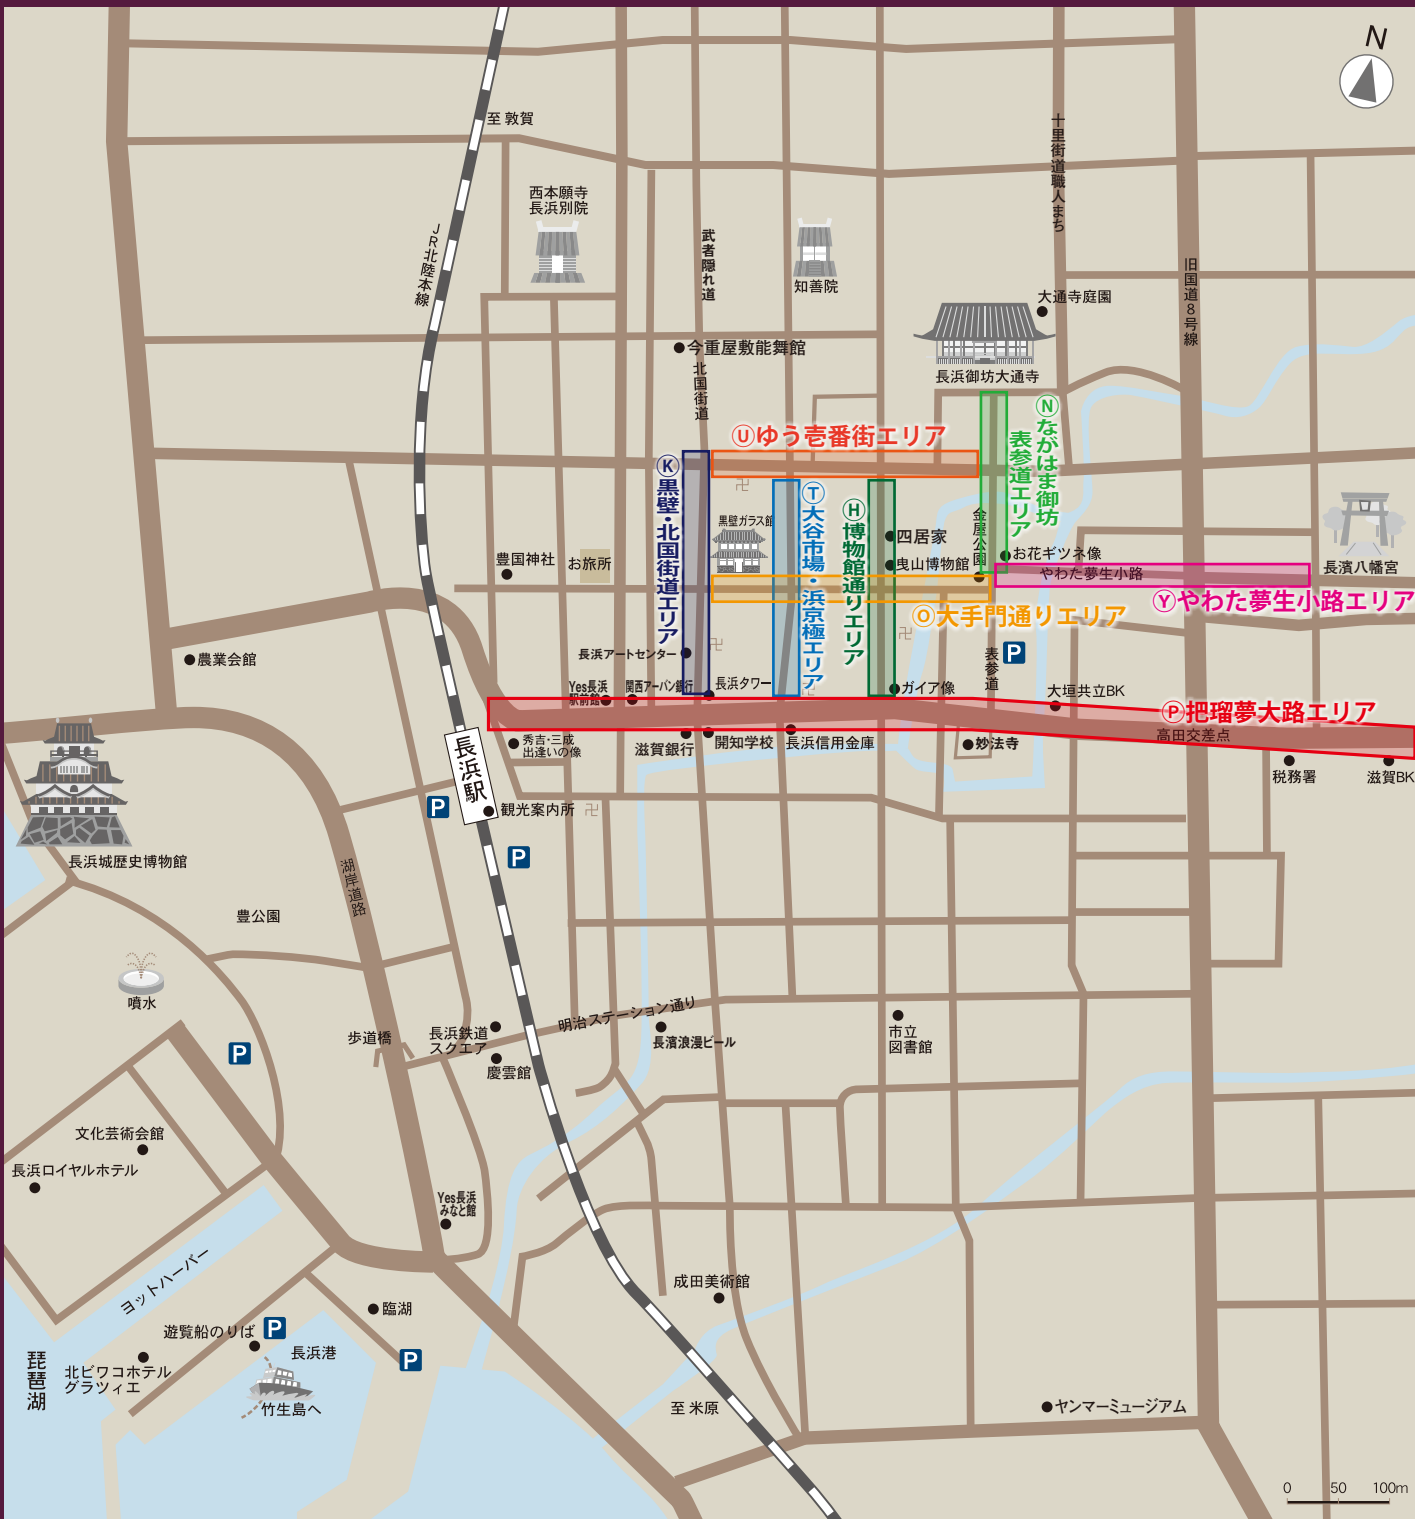 N
至 敦賀
十里街道職人まち
西本願寺
長浜別院
JR北陸本線
武者隠れ道
知善院
旧国道8号線
大通寺庭園
今重屋敷能舞館
北国街道
長浜御坊大通寺
Ⓤゆう壱番街エリア
Ⓝながはま御坊
表参道エリア
Ⓚ黒壁・北国街道エリア
Ⓣ大谷市場・浜京極エリア
Ⓗ博物館通りエリア
黒壁ガラス館
金屋公園
四居家
曳山博物館
お花ギツネ像
豊国神社
お旅所
やわた夢生小路
長濱八幡宮
Ⓨやわた夢生小路エリア
Ⓞ大手門通りエリア
農業会館
長浜アートセンター
表参道
P
Yes長浜
駅前館
関西アーバン銀行
長浜タワー
ガイア像
大垣共立BK
Ⓟ把瑠夢大路エリア
高田交差点
秀吉・三成
出逢いの像
滋賀銀行
開知学校
長浜信用金庫
妙法寺
税務署
滋賀BK
長浜駅
P
観光案内所
P
長浜城歴史博物館
湖岸道路
豊公園
噴水
明治ステーション通り
歩道橋
長浜鉄道
スクエア
長濱浪漫ビール
市立
図書館
P
慶雲館
文化芸術会館
長浜ロイヤルホテル
Yes長浜
みなと館
ヨットハーバー
成田美術館
臨湖
遊覧船のりば
P
長浜港
P
琵琶湖
北ビワコホテル
グラツィエ
竹生島へ
至 米原
ヤンマーミュージアム
0 50 100m